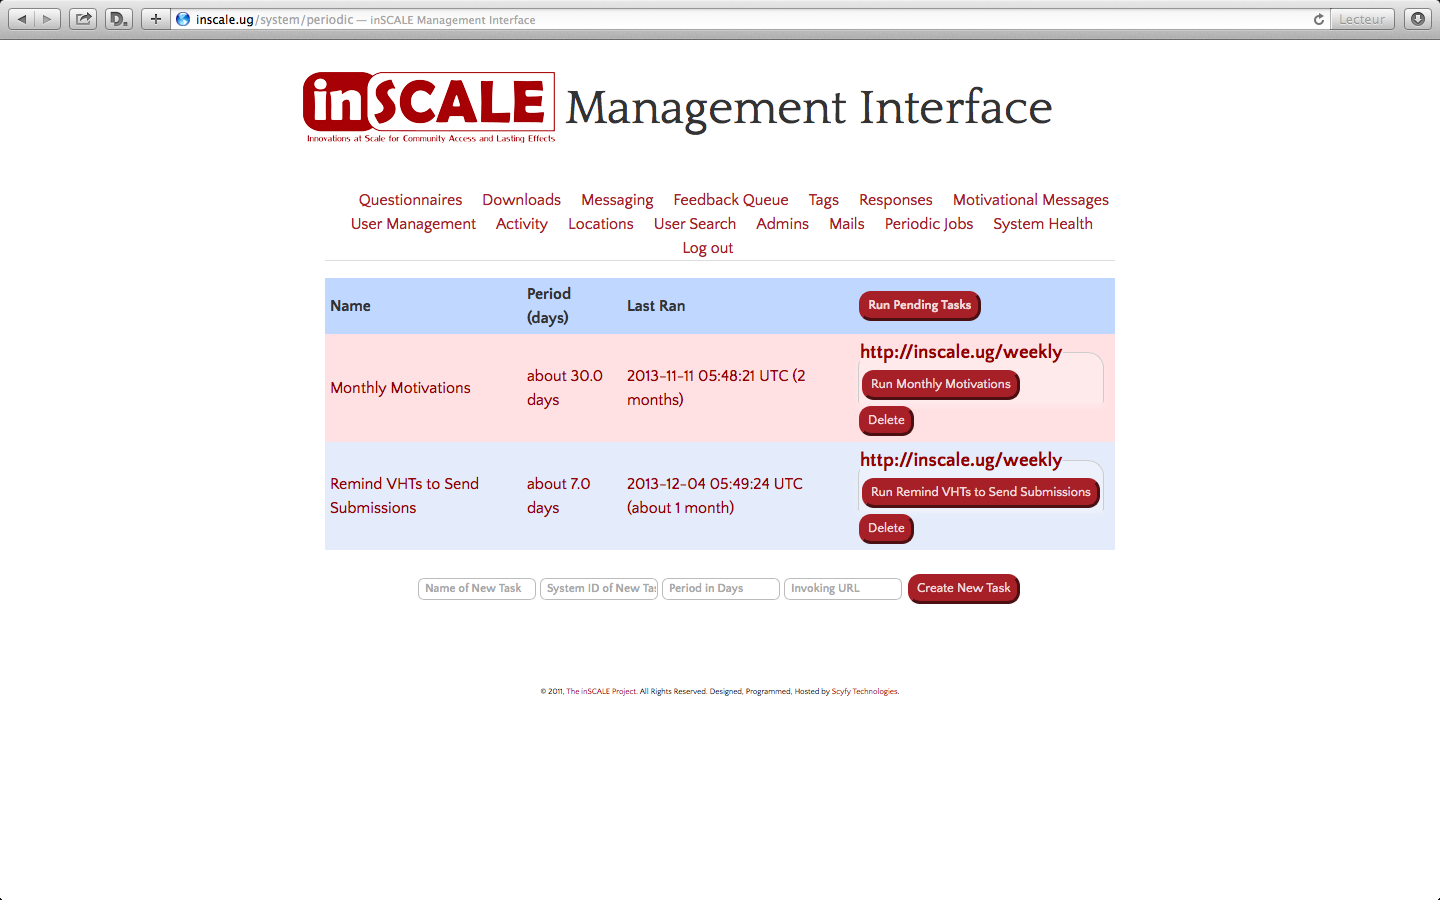 inscale.ug/system/periodic — inSCALE Management Interface
Lecteur
inSCALE Management Interface
Innovations at Scale for Community Access and Lasting Effects
Questionnaires Downloads Messaging Feedback Queue Tags Responses Motivational Messages
User Management Activity Locations User Search Admins Mails Periodic Jobs System Health
Log out
Name Period (days) Last Ran Run Pending Tasks
http://inscale.ug/weekly
Monthly Motivations about 30.0 days 2013-11-11 05:48:21 UTC (2 months) Run Monthly Motivations
Delete
http://inscale.ug/weekly
Remind VHTs to Send Submissions about 7.0 days 2013-12-04 05:49:24 UTC (about 1 month) Run Remind VHTs to Send Submissions
Delete
Name of New Task System ID of New Tas Period in Days Invoking URL Create New Task
© 2011, The inSCALE Project. All Rights Reserved. Designed, Programmed, Hosted by Scyfy Technologies.